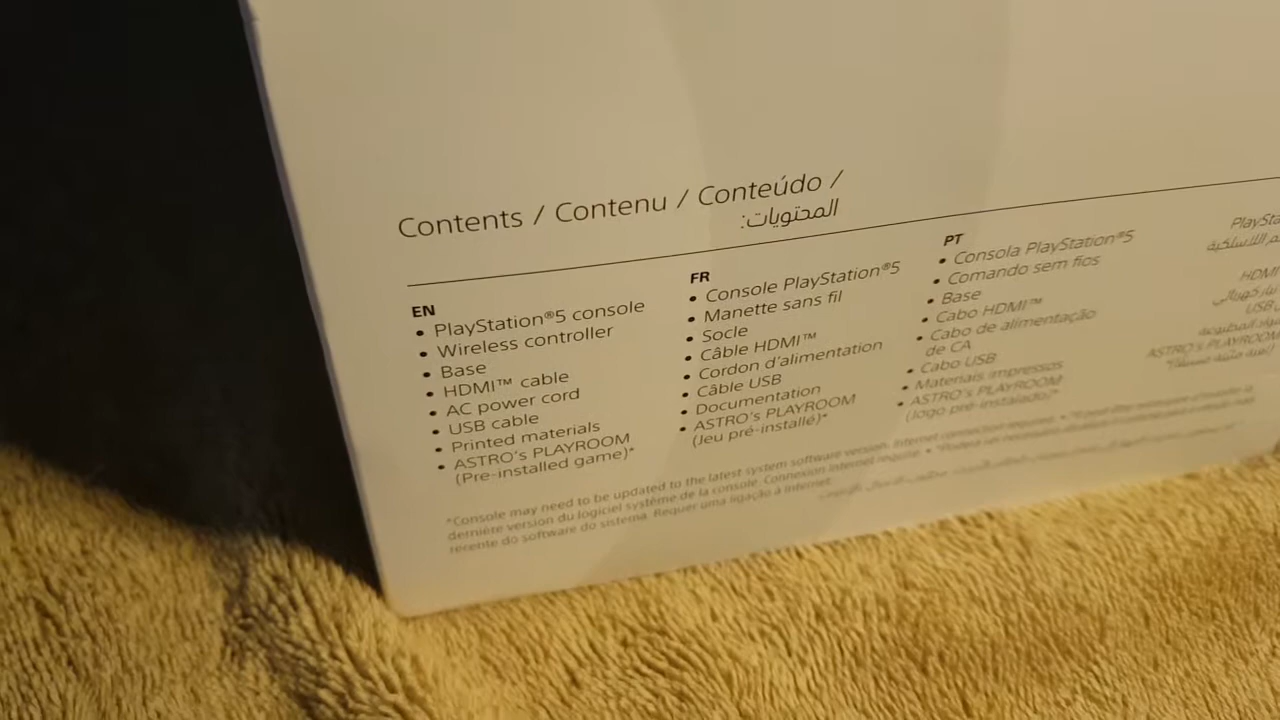 Contents / Contenu / Conteúdo /
المحتويات:
EN
• PlayStation®5 console
• Wireless controller
• Base
• HDMI™ cable
• AC power cord
• USB cable
• Printed materials
• ASTRO's PLAYROOM
(Pre-installed game)*
FR
• Console PlayStation®5
• Manette sans fil
• Socle
• Câble HDMI™
• Cordon d'alimentation
• Câble USB
• Documentation
• ASTRO's PLAYROOM
(Jeu pré-installé)*
PT
• Consola PlayStation®5
• Comando sem fios
• Base
• Cabo HDMI™
• Cabo de alimentação
de CA
• Cabo USB
• Materiais impressos
• ASTRO's PLAYROOM
(Jogo pré-instalado)*
HDMI
USB
ASTRO's PLAYROOM
*Console may need to be updated to the latest system software version. Internet connection required. •
dernière version du logiciel système de la console. Connexion Internet requise. •
recente do software do sistema. Requer uma ligação à Internet.